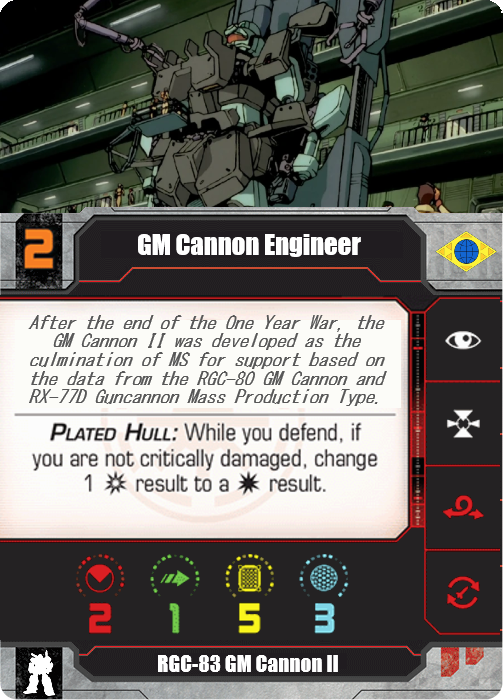 2
GM Cannon Engineer
After the end of the One Year War, the
GM Cannon II was developed as the
culmination of MS for support based on
the data from the RGC-80 GM Cannon and
RX-77D Guncannon Mass Production Type.
PLATED HULL: While you defend, if
you are not critically damaged, change
1 result to a result.
2 1 5 3
RGC-83 GM Cannon II